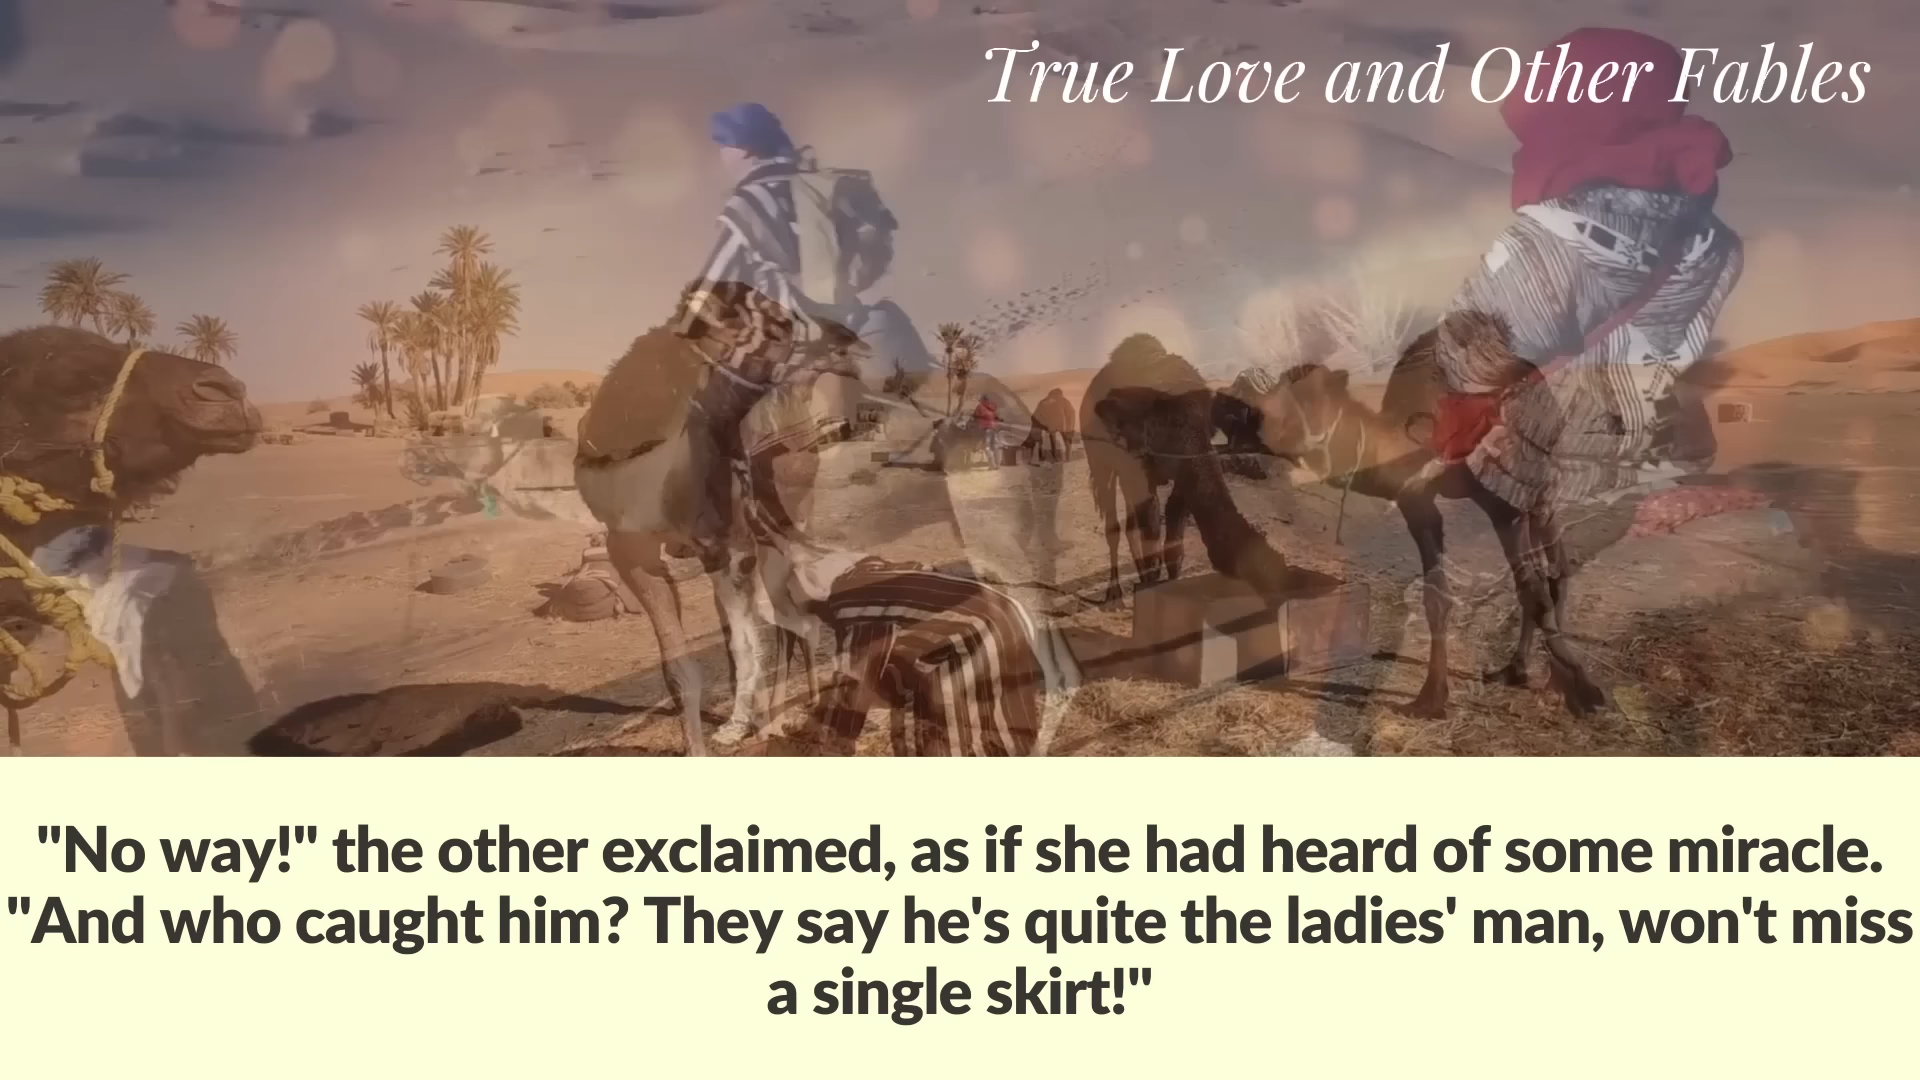 True Love and Other Fables
"No way!" the other exclaimed, as if she had heard of some miracle.
"And who caught him? They say he's quite the ladies' man, won't miss
a single skirt!"